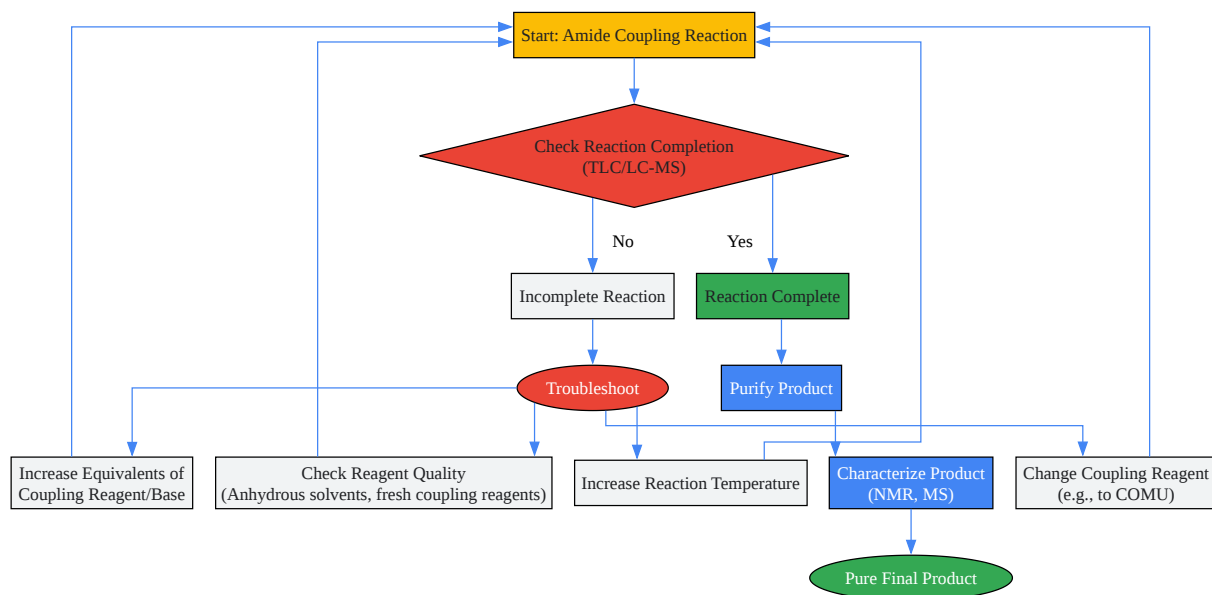 Start: Amide Coupling Reaction
Check Reaction Completion
(TLC/LC-MS)
No
Yes
Incomplete Reaction
Reaction Complete
Troubleshoot
Purify Product
Increase Equivalents of
Coupling Reagent/Base
Check Reagent Quality
(Anhydrous solvents, fresh coupling reagents)
Increase Reaction Temperature
Characterize Product
(NMR, MS)
Change Coupling Reagent
(e.g., to COMU)
Pure Final Product